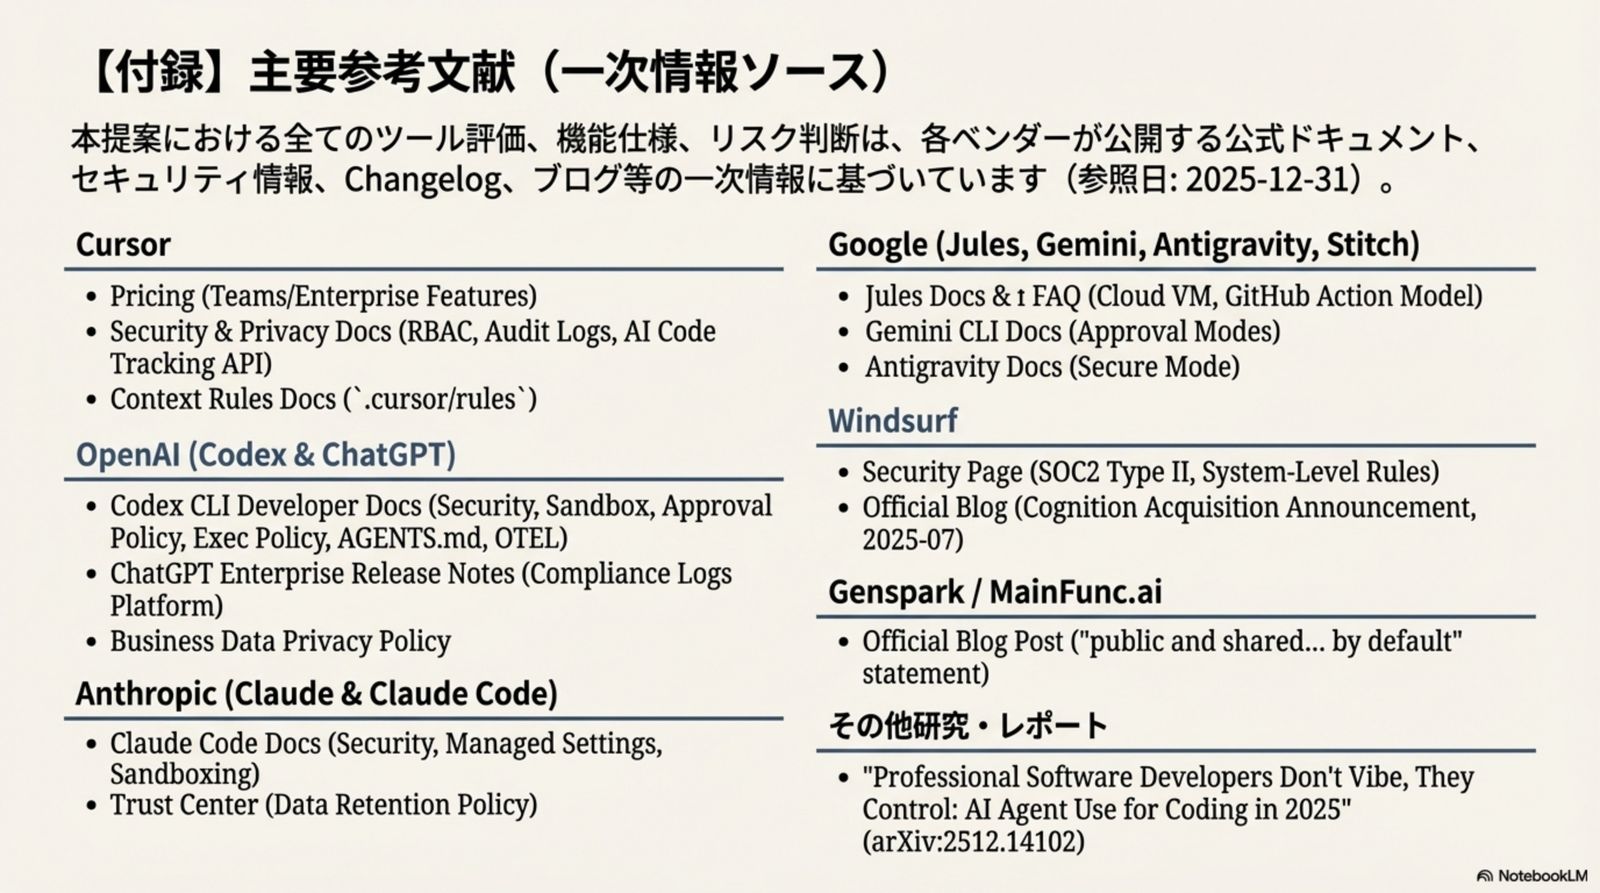 【付録】主要参考文献（一次情報ソース）
本提案における全てのツール評価、機能仕様、リスク判断は、各ベンダーが公開する公式ドキュメント、
セキュリティ情報、Changelog、ブログ等の一次情報に基づいています（参照日: 2025-12-31）。
Cursor
• Pricing (Teams/Enterprise Features)
• Security & Privacy Docs (RBAC, Audit Logs, AI Code
Tracking API)
• Context Rules Docs (`.cursor/rules`)
OpenAI (Codex & ChatGPT)
• Codex CLI Developer Docs (Security, Sandbox, Approval
Policy, Exec Policy, AGENTS.md, OTEL)
• ChatGPT Enterprise Release Notes (Compliance Logs
Platform)
• Business Data Privacy Policy
Anthropic (Claude & Claude Code)
• Claude Code Docs (Security, Managed Settings,
Sandboxing)
• Trust Center (Data Retention Policy)
Google (Jules, Gemini, Antigravity, Stitch)
• Jules Docs & FAQ (Cloud VM, GitHub Action Model)
• Gemini CLI Docs (Approval Modes)
• Antigravity Docs (Secure Mode)
Windsurf
• Security Page (SOC2 Type II, System-Level Rules)
• Official Blog (Cognition Acquisition Announcement,
2025-07)
Genspark / MainFunc.ai
• Official Blog Post ("public and shared... by default"
statement)
その他研究・レポート
• "Professional Software Developers Don't Vibe, They
Control: AI Agent Use for Coding in 2025"
(arXiv:2512.14102)
NotebookLM